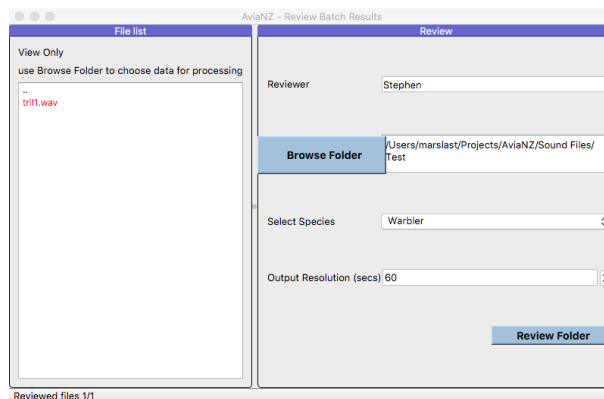 AviaNZ - Review Batch Results
File list
View Only
use Browse Folder to choose data for processing
..
tril1.wav
Review
Reviewer
Stephen
Browse Folder
/Users/marslast/Projects/AviaNZ/Sound Files/
Test
Select Species
Warbler
Output Resolution (secs)
60
Review Folder
Reviewed files 1/1